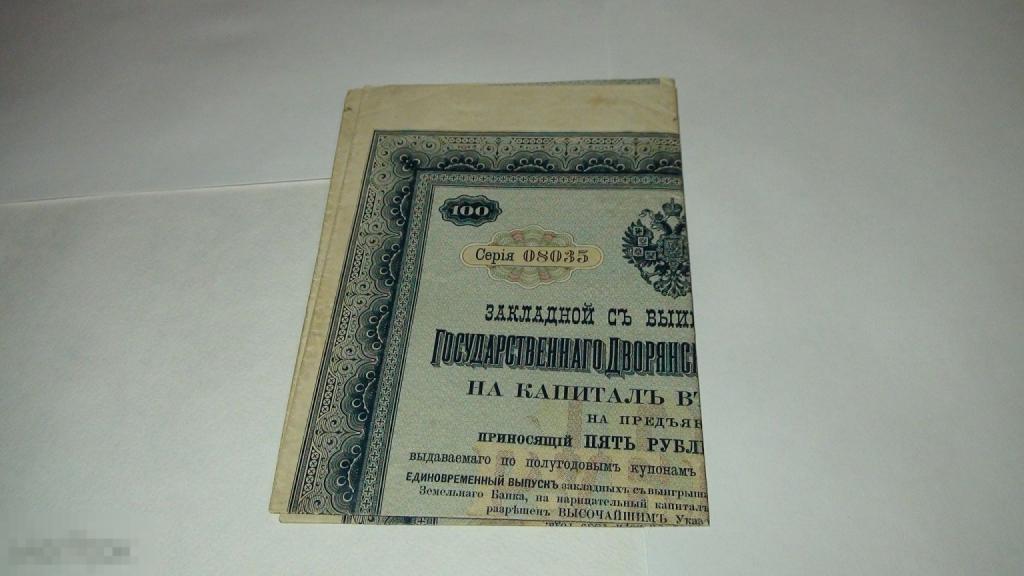 100
Серія 08035
ЗАКЛАДНОЙ СЪ ВЫИ
ГОСУДАРСТВЕННАГО ДВОРЯНС
НА КАПИТАЛЪ В
НА ПРЕДЪЯВ
ПРИНОСЯЩІЙ ПЯТЬ РУБЛ
выдаваемаго по полугодовымъ купонамъ
ЕДИНОВРЕМЕННЫЙ ВЫПУСКЪ закладныхъ съ выигрыш
Земельнаго Банка, на нарицательный капиталъ
разрѣшенъ ВЫСОЧАЙШИМЪ Указ